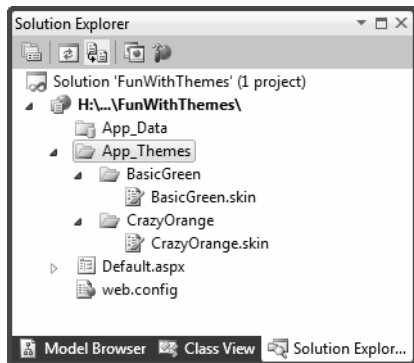 Solution Explorer
Solution 'FunWithThemes' (1 project)
H:\...\FunWithThemes\
App_Data
App_Themes
BasicGreen
BasicGreen.skin
CrazyOrange
CrazyOrange.skin
Default.aspx
web.config
Model Browser Class View Solution Explor...